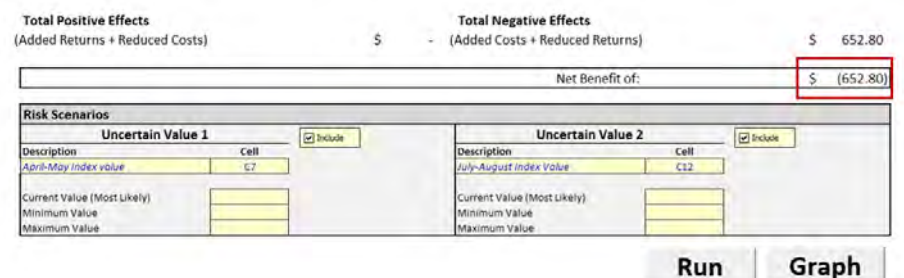 Total Positive Effects Total Negative Effects
(Added Returns + Reduced Costs) $ - (Added Costs + Reduced Returns) $ 652.80
Net Benefit of: $ (652.80)
Risk Scenarios
Uncertain Value 1 Include Uncertain Value 2 Include
Description Cell Description Cell
April-May Index value C7 July-August Index Value C12
Current Value (Most Likely) Current Value (Most Likely)
Minimum Value Minimum Value
Maximum Value Maximum Value
Run Graph